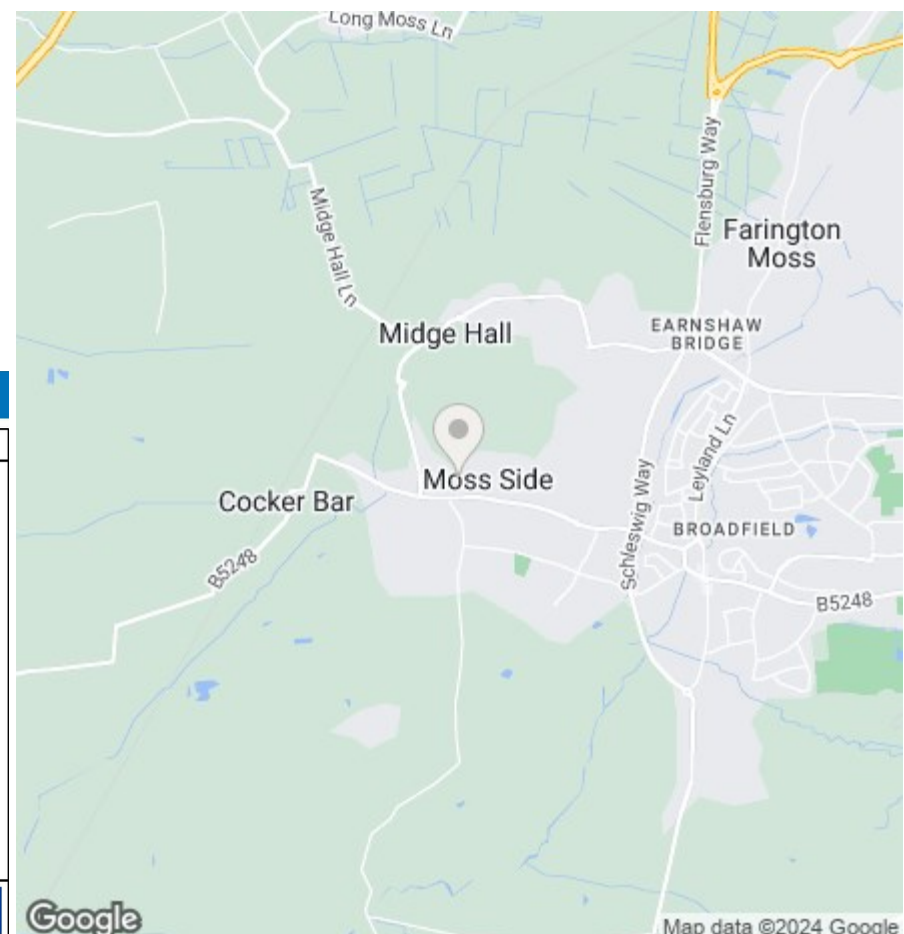 Long Moss Ln
Flensburg Way
Midge Hall Ln
Farington
Moss
Midge Hall
EARNSHAW
BRIDGE
Leyland Ln
Moss Side
Cocker Bar
Schleswig Way
BROADFIELD
B5248
B5248
Google
Map data ©2024 Google